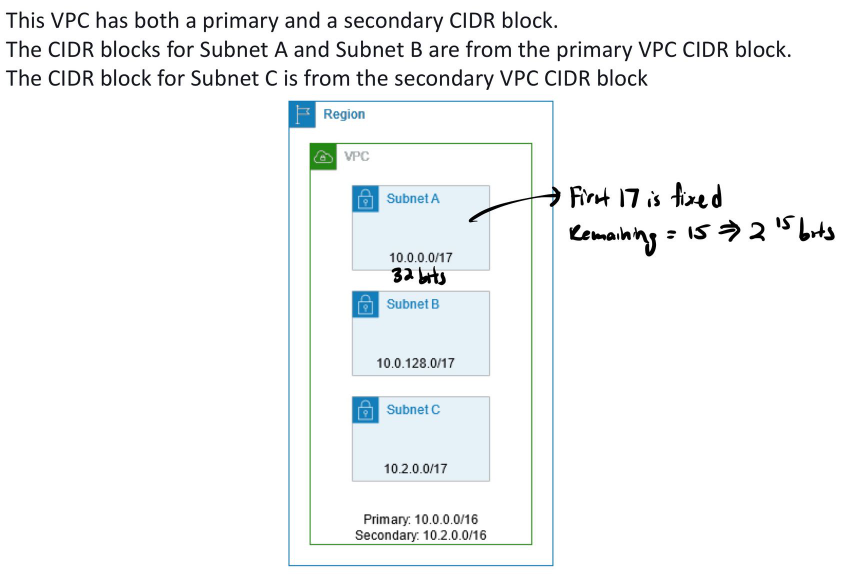 This VPC has both a primary and a secondary CIDR block.
The CIDR blocks for Subnet A and Subnet B are from the primary VPC CIDR block.
The CIDR block for Subnet C is from the secondary VPC CIDR block
Region
VPC
Subnet A
10.0.0.0/17
32 bits
First 17 is fixed
Remaining = 15 ⇒ 2^15 bits
Subnet B
10.0.128.0/17
Subnet C
10.2.0.0/17
Primary: 10.0.0.0/16
Secondary: 10.2.0.0/16